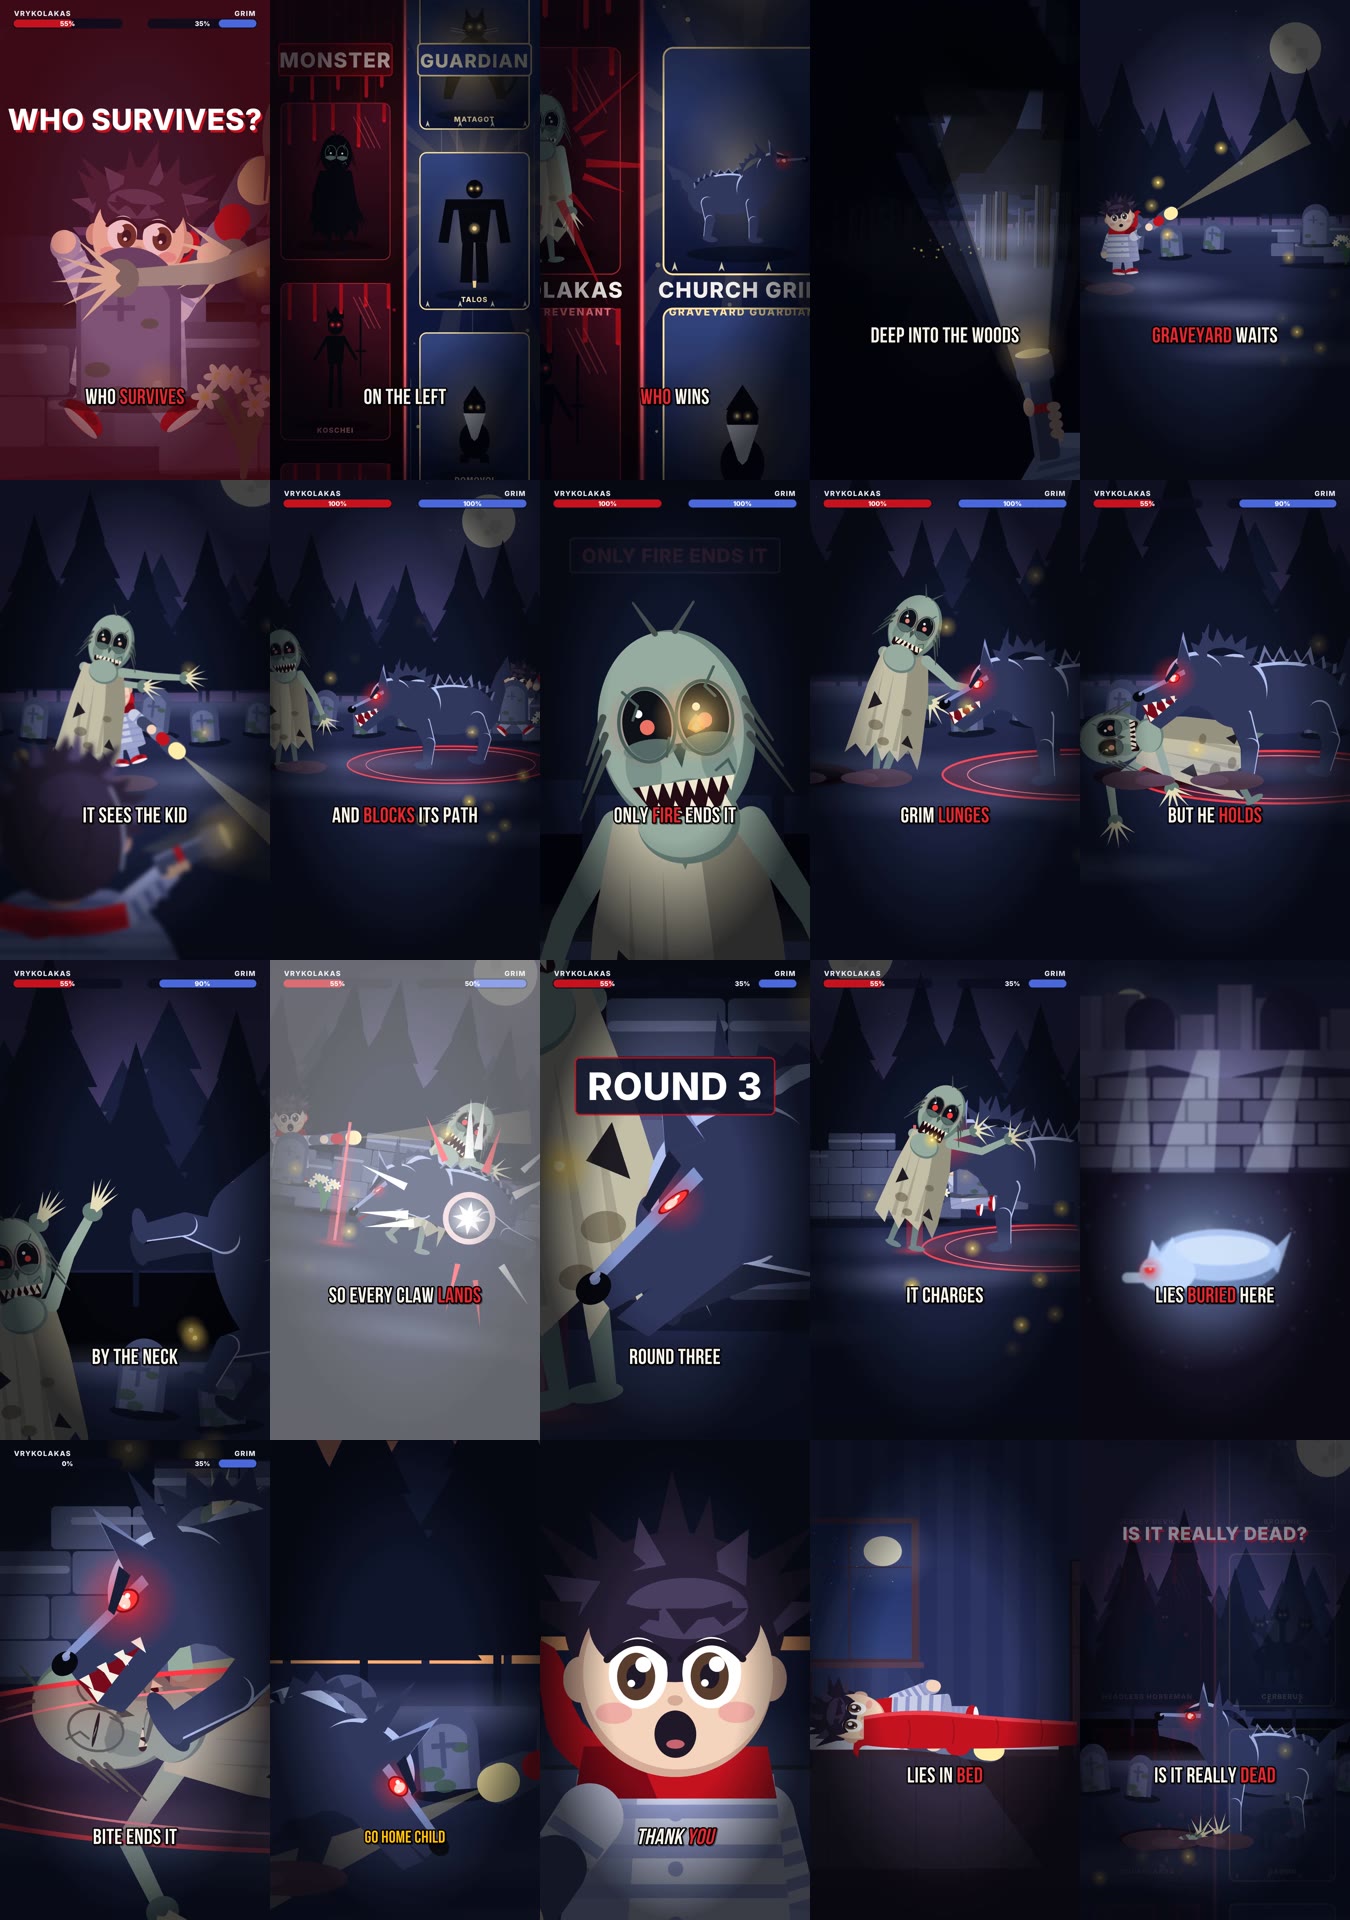 VRYKOLAKAS GRIM
55% 35%
WHO SURVIVES?
WHO SURVIVES
MONSTER GUARDIAN
MATAGOT
TALOS
KOSCHEI
ON THE LEFT
CHURCH GRI
GRAVEYARD GUARDIAN
LAKAS
REVENANT
WHO WINS
DEEP INTO THE WOODS
GRAVEYARD WAITS
IT SEES THE KID
VRYKOLAKAS GRIM
100% 100%
AND BLOCKS ITS PATH
VRYKOLAKAS GRIM
100% 100%
ONLY FIRE ENDS IT
ONLY FIRE ENDS IT
VRYKOLAKAS GRIM
100% 100%
GRIM LUNGES
VRYKOLAKAS GRIM
55% 90%
BUT HE HOLDS
VRYKOLAKAS GRIM
55% 90%
BY THE NECK
VRYKOLAKAS GRIM
55% 50%
SO EVERY CLAW LANDS
VRYKOLAKAS GRIM
55% 35%
ROUND 3
ROUND THREE
VRYKOLAKAS GRIM
55% 35%
IT CHARGES
LIES BURIED HERE
VRYKOLAKAS GRIM
0% 35%
BITE ENDS IT
GO HOME CHILD
THANK YOU
LIES IN BED
IS IT REALLY DEAD?
HEADLESS HORSEMAN
CERBERUS
IS IT REALLY DEAD